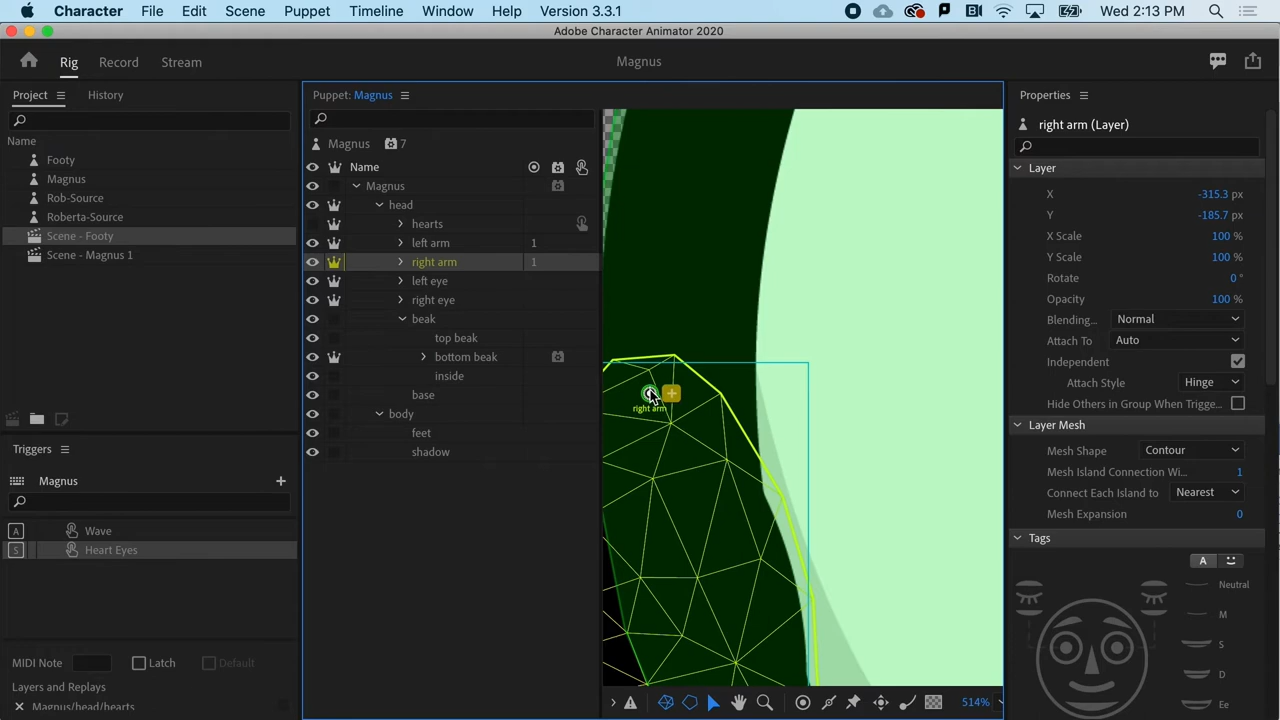 Character File Edit Scene Puppet Timeline Window Help Version 3.3.1 Wed 2:13 PM
Adobe Character Animator 2020
Rig Record Stream Magnus
Project History
Name
Footy
Magnus
Rob-Source
Roberta-Source
Scene - Footy
Scene - Magnus 1
Triggers
Magnus
A Wave
S Heart Eyes
MIDI Note Latch Default
Layers and Replays
Magnus/head/hearts
Puppet: Magnus
Magnus 7
Name
Magnus
head
hearts
left arm 1
right arm 1
left eye
right eye
beak
top beak
bottom beak
inside
base
body
feet
shadow
right arm
514%
Properties
right arm (Layer)
Layer
X -315.3 px
Y -185.7 px
X Scale 100 %
Y Scale 100 %
Rotate 0 °
Opacity 100 %
Blending... Normal
Attach To Auto
Independent
Attach Style Hinge
Hide Others in Group When Trigge...
Layer Mesh
Mesh Shape Contour
Mesh Island Connection Wi... 1
Connect Each Island to Nearest
Mesh Expansion 0
Tags
A
Neutral
M
S
D
Ee